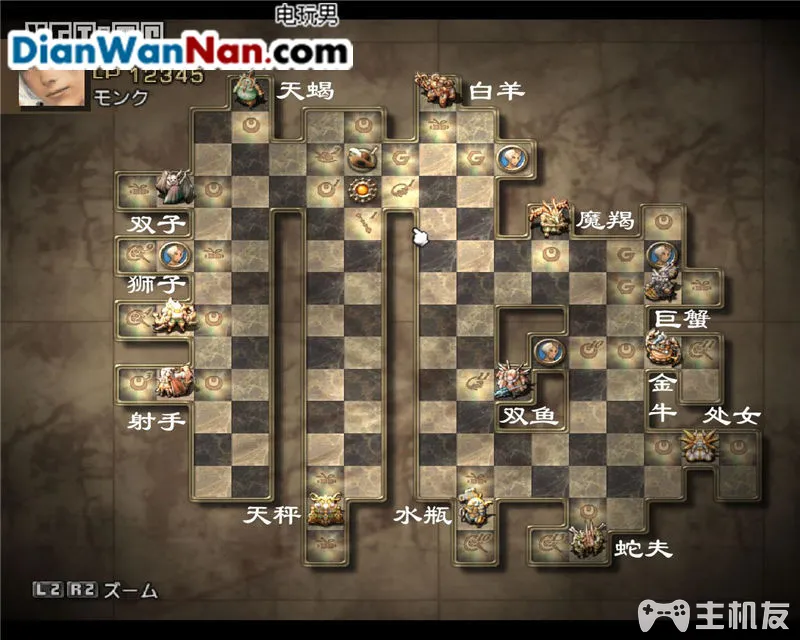 电玩男
DianWanNan.com
LP 12345
モンク
天蝎
白羊
双子
魔羯
狮子
巨蟹
金牛
射手
双鱼
处女
天秤
水瓶
蛇夫
L2 R2 ズーム
主机友